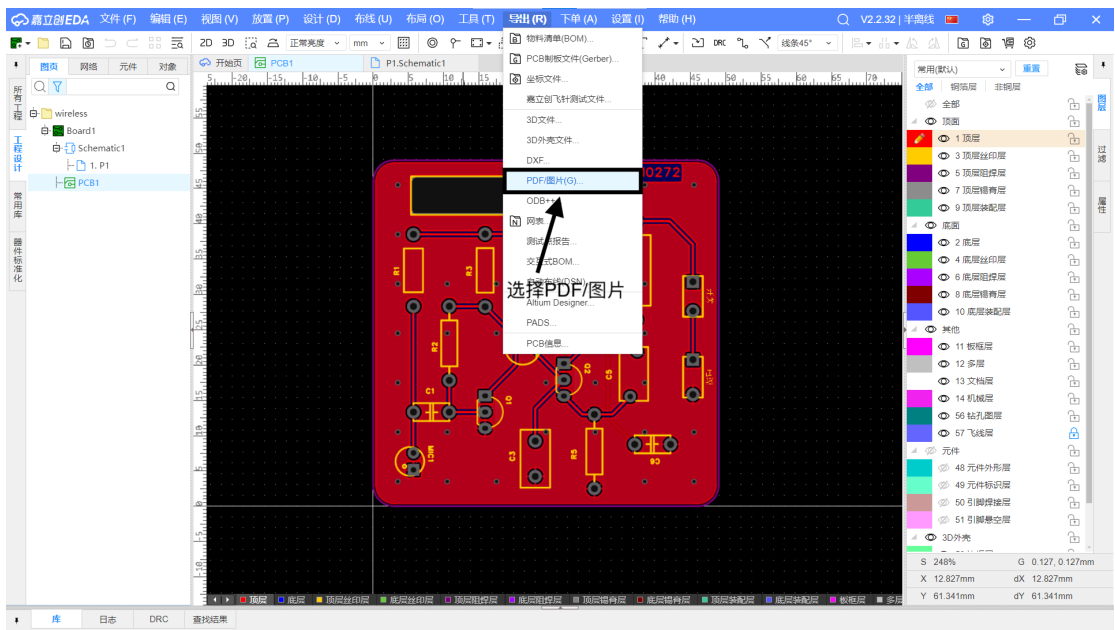 嘉立创EDA 文件(F) 编辑(E) 视图(V) 放置(P) 设计(D) 布线(U) 布局(O) 工具(T) 导出(R) 下单(A) 设置(I) 帮助(H) V2.2.32 | 半离线
2D 3D 正常亮度 mm DRC 线条45°
图页 网络 元件 对象
开始页 PCB1 P1.Schematic1
所有工程
工程设计
常用库
器件标准化
wireless
Board1
Schematic1
1. P1
PCB1
物料清单(BOM)...
PCB制板文件(Gerber)...
坐标文件...
嘉立创飞针测试文件...
3D文件...
3D外壳文件...
DXF...
PDF/图片(G)...
ODB++
网表
测试点报告...
交互式BOM...
自动布线(DSN)...
选择PDF/图片
Altium Designer...
PADS...
PCB信息...
0272
R1
R3
R2
C1
Q1
Q2
C5
C3
R5
C6
MIC1
常用(默认) 重置
全部 铜箔层 非铜层
全部
顶面
1 顶层
3 顶层丝印层
5 顶层阻焊层
7 顶层锡膏层
9 顶层装配层
底面
2 底层
4 底层丝印层
6 底层阻焊层
8 底层锡膏层
10 底层装配层
其他
11 板框层
12 多层
13 文档层
14 机械层
56 钻孔图层
57 飞线层
元件
48 元件外形层
49 元件标识层
50 引脚焊接层
51 引脚悬空层
3D外壳
图层
过滤
属性
S 248% G 0.127, 0.127mm
X 12.827mm dX 12.827mm
Y 61.341mm dY 61.341mm
顶层 底层 顶层丝印层 底层丝印层 顶层阻焊层 底层阻焊层 顶层锡膏层 底层锡膏层 顶层装配层 底层装配层 板框层 多层
库 日志 DRC 查找结果